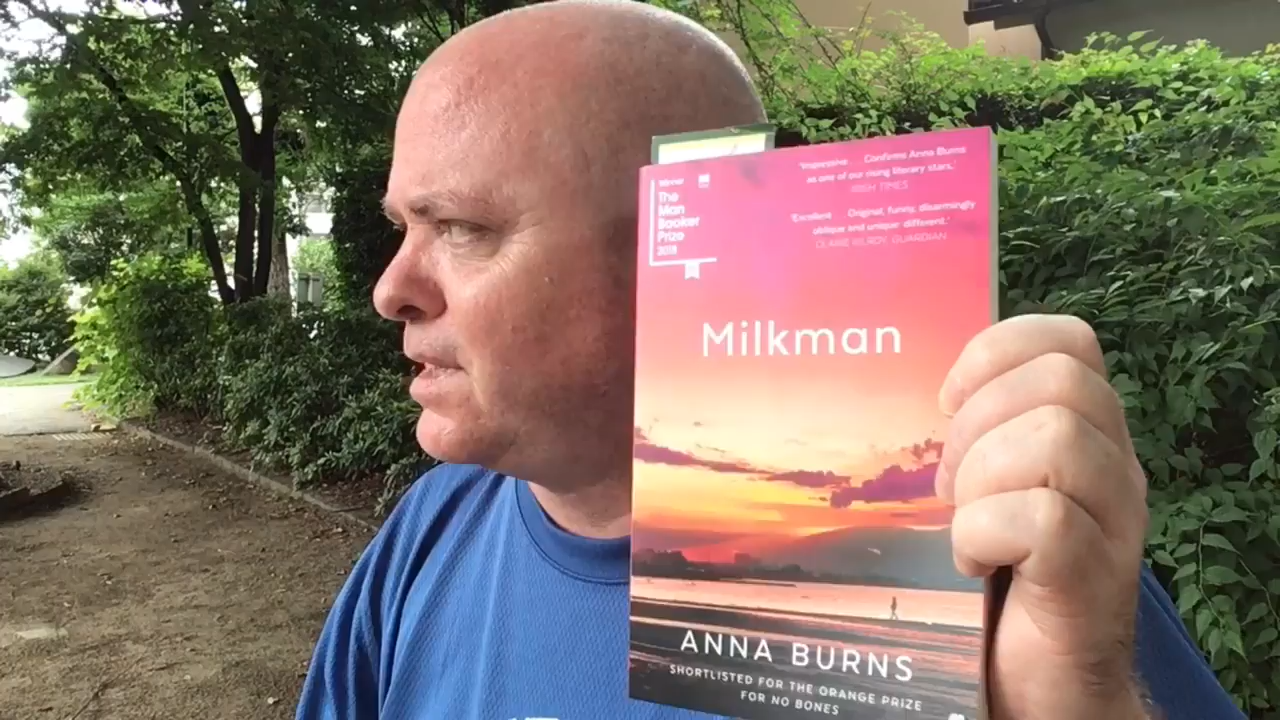 Winner
The
Man
Booker
Prize
2018
'Impressive . . . Confirms Anna Burns
as one of our rising literary stars.'
IRISH TIMES
'Excellent . . . Original, funny, disarmingly
oblique and unique different.'
CLAIRE KILROY, GUARDIAN
Milkman
ANNA BURNS
SHORTLISTED FOR THE ORANGE PRIZE
FOR NO BONES